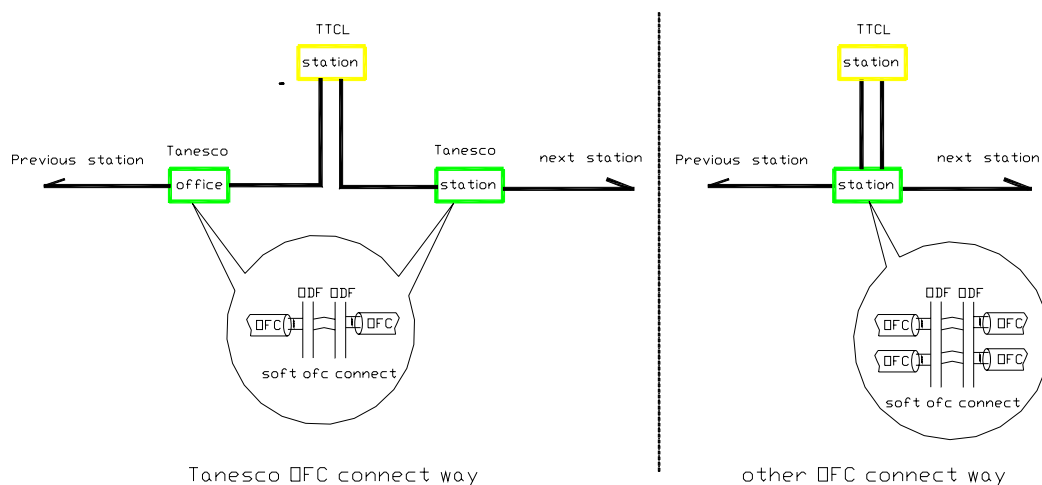 TTCL
station
Tanesco
Tanesco
Previous station
office
station
next station
ODF ODF
OFC
OFC
soft ofc connect
Tanesco OFC connect way
TTCL
station
Previous station
next station
station
ODF ODF
OFC
OFC
OFC
OFC
soft ofc connect
other OFC connect way